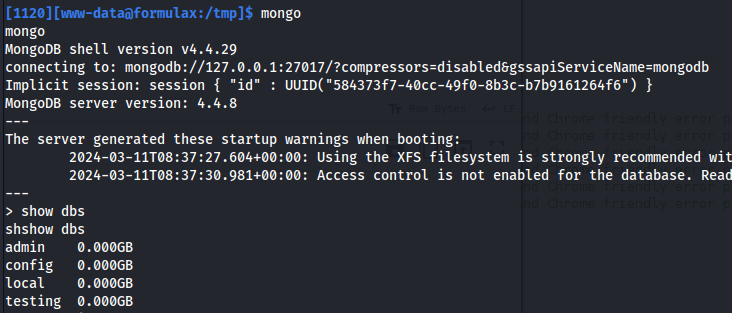 [1120][www-data@formulax:/tmp]$ mongo
mongo
MongoDB shell version v4.4.29
connecting to: mongodb://127.0.0.1:27017/?compressors=disabled&gssapiServiceName=mongodb
Implicit session: session { "id" : UUID("584373f7-40cc-49f0-8b3c-b7b9161264f6") }
MongoDB server version: 4.4.8
---
The server generated these startup warnings when booting:
        2024-03-11T08:37:27.604+00:00: Using the XFS filesystem is strongly recommended wit
        2024-03-11T08:37:30.981+00:00: Access control is not enabled for the database. Read
---
> show dbs
shshow dbs
admin    0.000GB
config   0.000GB
local    0.000GB
testing  0.000GB